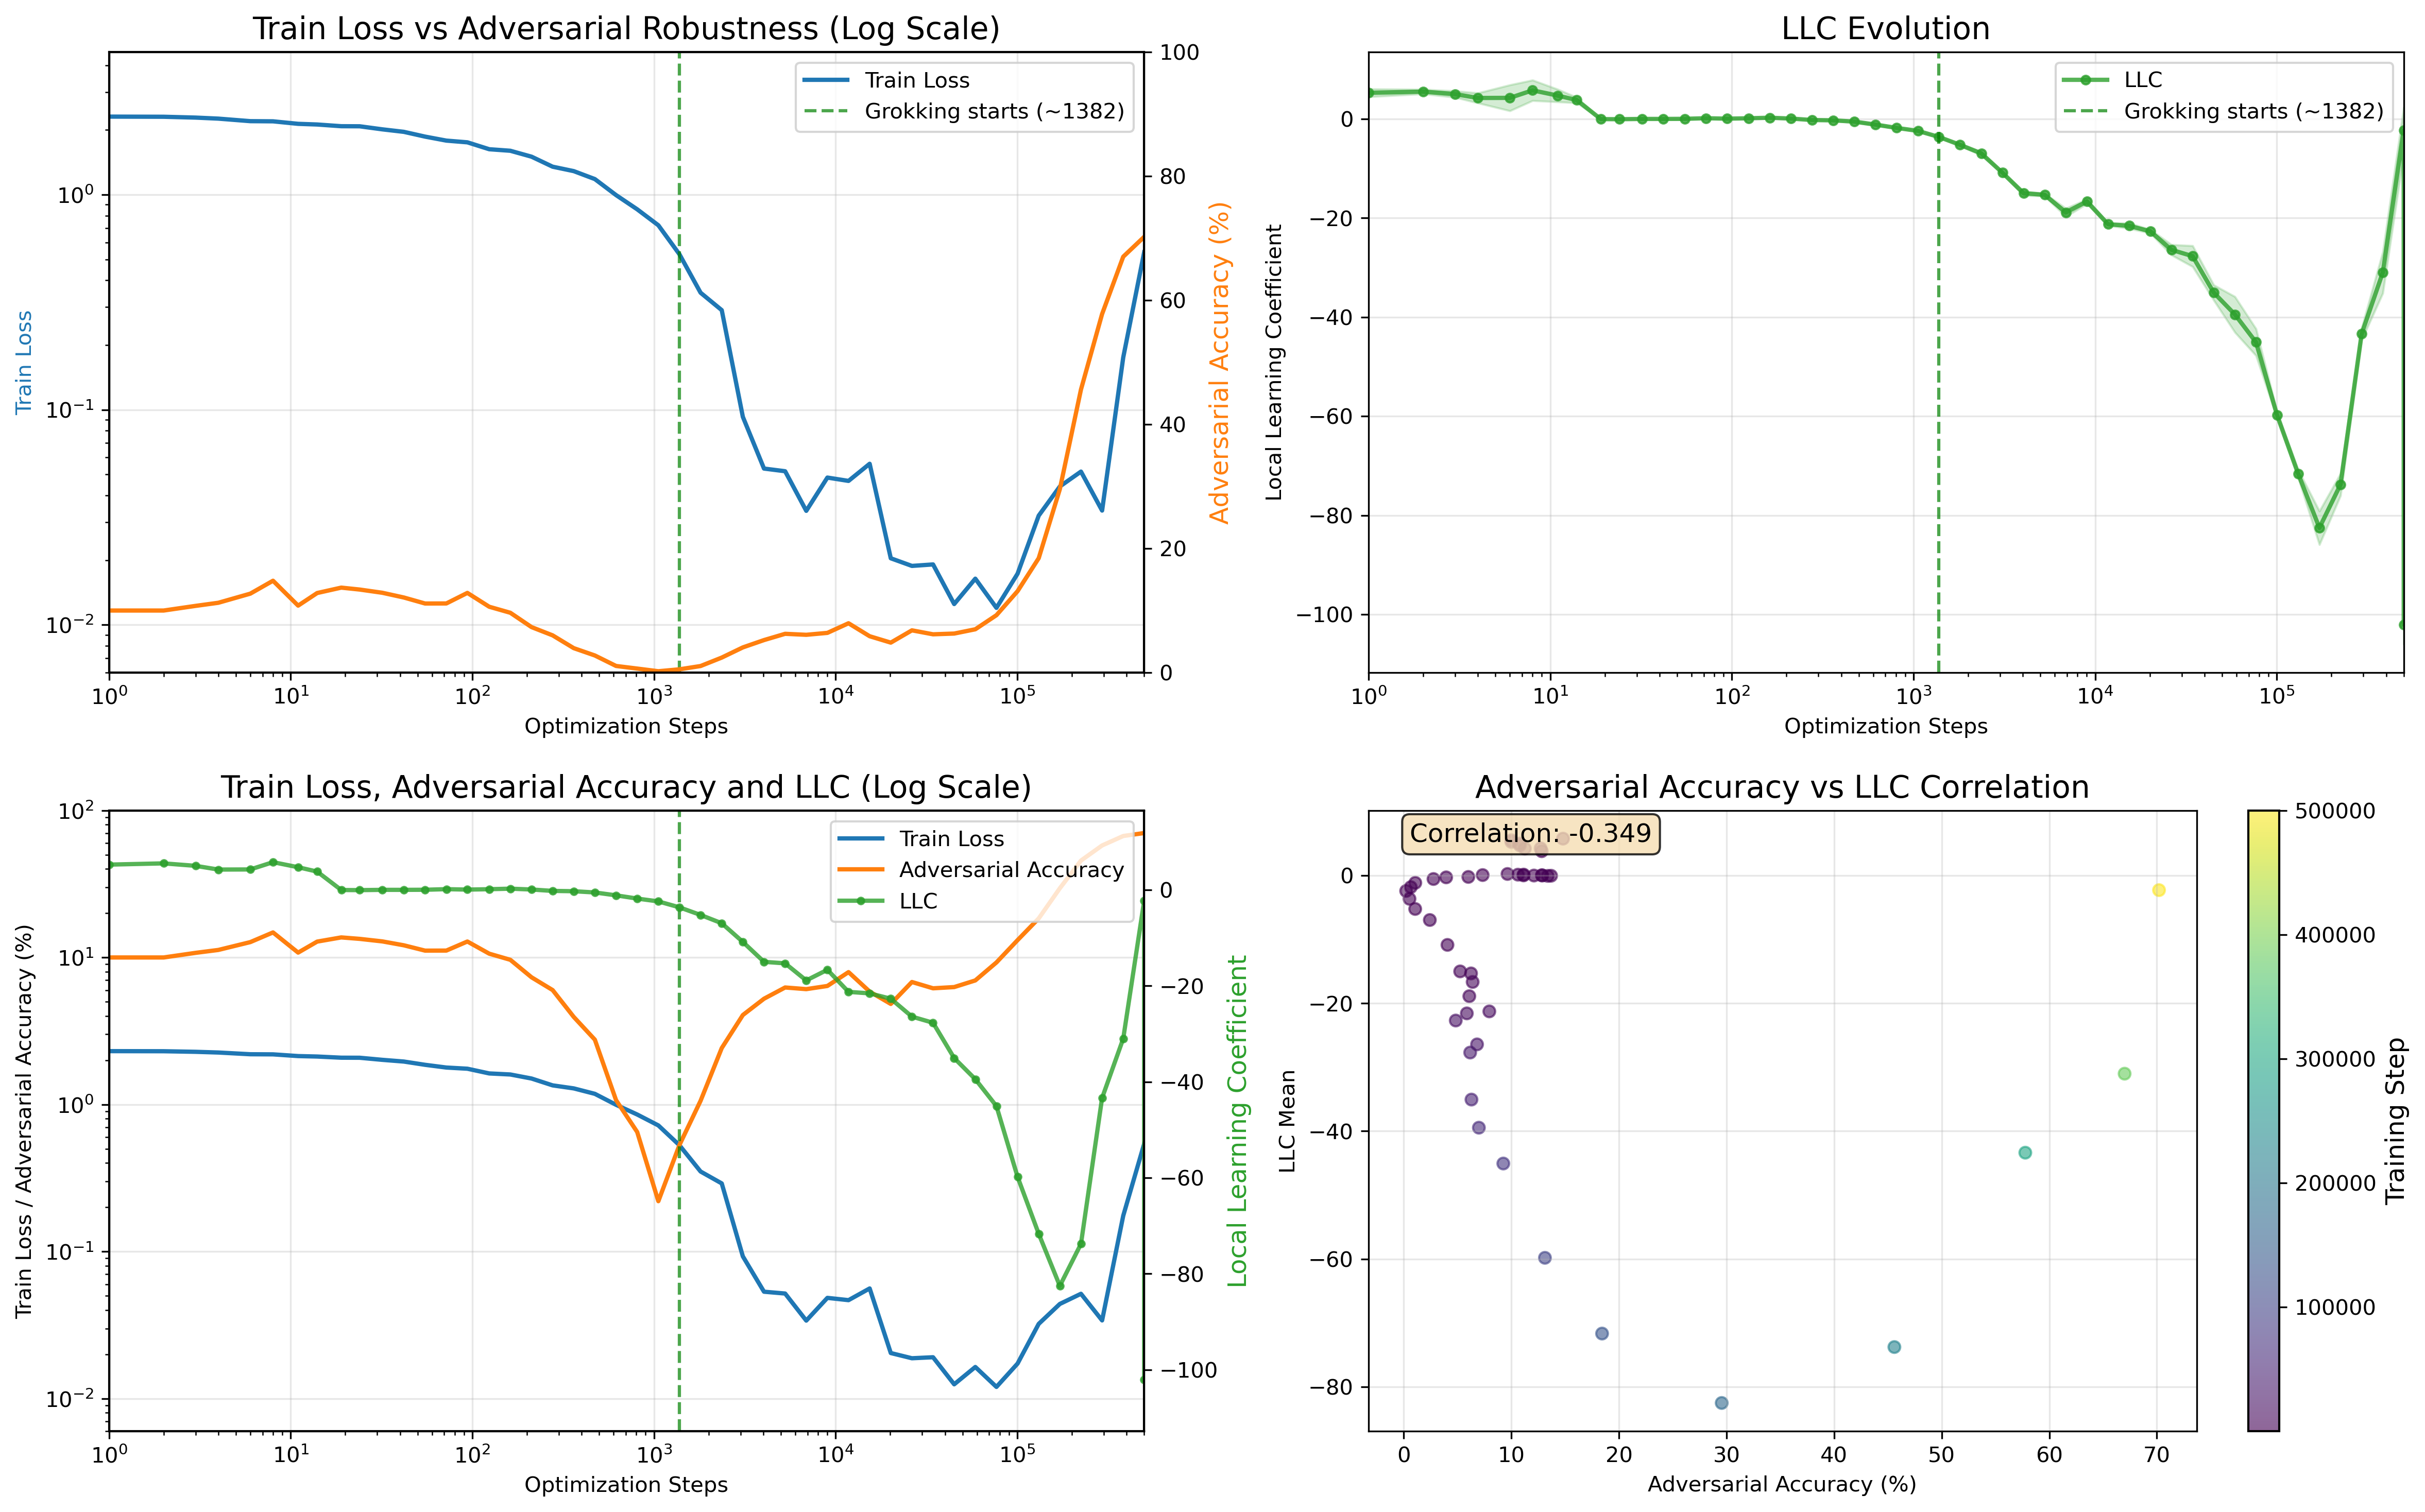 Train Loss vs Adversarial Robustness (Log Scale)
Train Loss
Grokking starts (~1382)
Train Loss
10⁰
10⁻¹
10⁻²
100
80
60
40
20
0
Adversarial Accuracy (%)
10⁰ 10¹ 10² 10³ 10⁴ 10⁵
Optimization Steps
LLC Evolution
LLC
Grokking starts (~1382)
Local Learning Coefficient
0
−20
−40
−60
−80
−100
10⁰ 10¹ 10² 10³ 10⁴ 10⁵
Optimization Steps
Train Loss, Adversarial Accuracy and LLC (Log Scale)
Train Loss
Adversarial Accuracy
LLC
Train Loss / Adversarial Accuracy (%)
10²
10¹
10⁰
10⁻¹
10⁻²
0
−20
−40
−60
−80
−100
Local Learning Coefficient
10⁰ 10¹ 10² 10³ 10⁴ 10⁵
Optimization Steps
Adversarial Accuracy vs LLC Correlation
Correlation: -0.349
LLC Mean
0
−20
−40
−60
−80
0 10 20 30 40 50 60 70
Adversarial Accuracy (%)
500000
400000
300000
200000
100000
Training Step